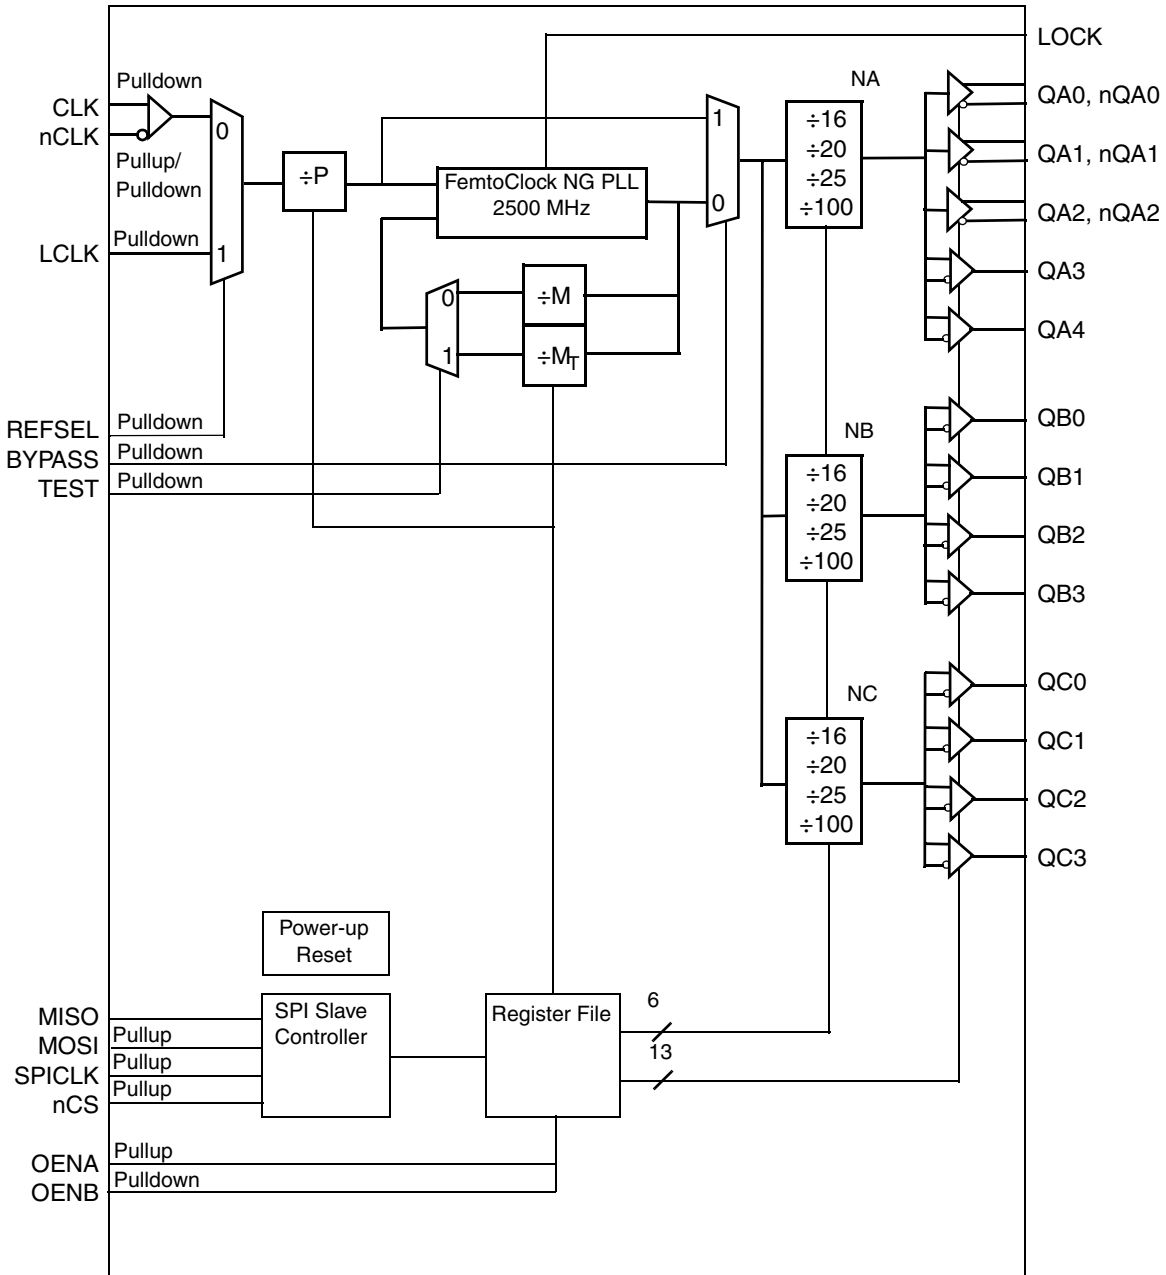 LOCK
Pulldown
CLK
nCLK
Pullup/
Pulldown
LCLK
Pulldown
0
1
÷P
FemtoClock NG PLL
2500 MHz
1
0
0
1
÷M
÷MT
NA
÷16
÷20
÷25
÷100
QA0, nQA0
QA1, nQA1
QA2, nQA2
QA3
QA4
REFSEL
Pulldown
BYPASS
Pulldown
TEST
Pulldown
NB
÷16
÷20
÷25
÷100
QB0
QB1
QB2
QB3
NC
÷16
÷20
÷25
÷100
QC0
QC1
QC2
QC3
Power-up
Reset
MISO
MOSI
Pullup
SPICLK
Pullup
nCS
Pullup
SPI Slave
Controller
Register File
6
13
OENA
Pullup
OENB
Pulldown